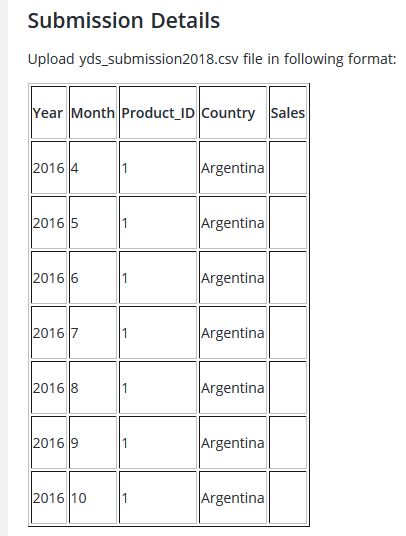 Submission Details
Upload yds_submission2018.csv file in following format:
Year Month Product_ID Country Sales
2016 4 1 Argentina
2016 5 1 Argentina
2016 6 1 Argentina
2016 7 1 Argentina
2016 8 1 Argentina
2016 9 1 Argentina
2016 10 1 Argentina